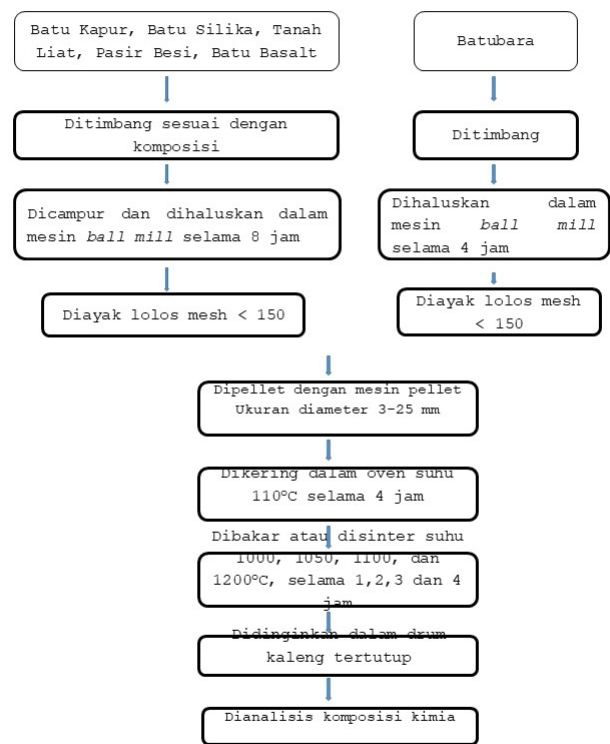 Batu Kapur, Batu Silika, Tanah
Liat, Pasir Besi, Batu Basalt
Ditimbang sesuai dengan
komposisi
Dicampur dan dihaluskan dalam
mesin ball mill selama 8 jam
Diayak lolos mesh < 150
Batubara
Ditimbang
Dihaluskan dalam
mesin ball mill
selama 4 jam
Diayak lolos mesh
< 150
Dipellet dengan mesin pellet
Ukuran diameter 3-25 mm
Dikering dalam oven suhu
110°C selama 4 jam
Dibakar atau disinter suhu
1000, 1050, 1100, dan
1200°C, selama 1,2,3 dan 4
jam
Didinginkan dalam drum
kaleng tertutup
Dianalisis komposisi kimia